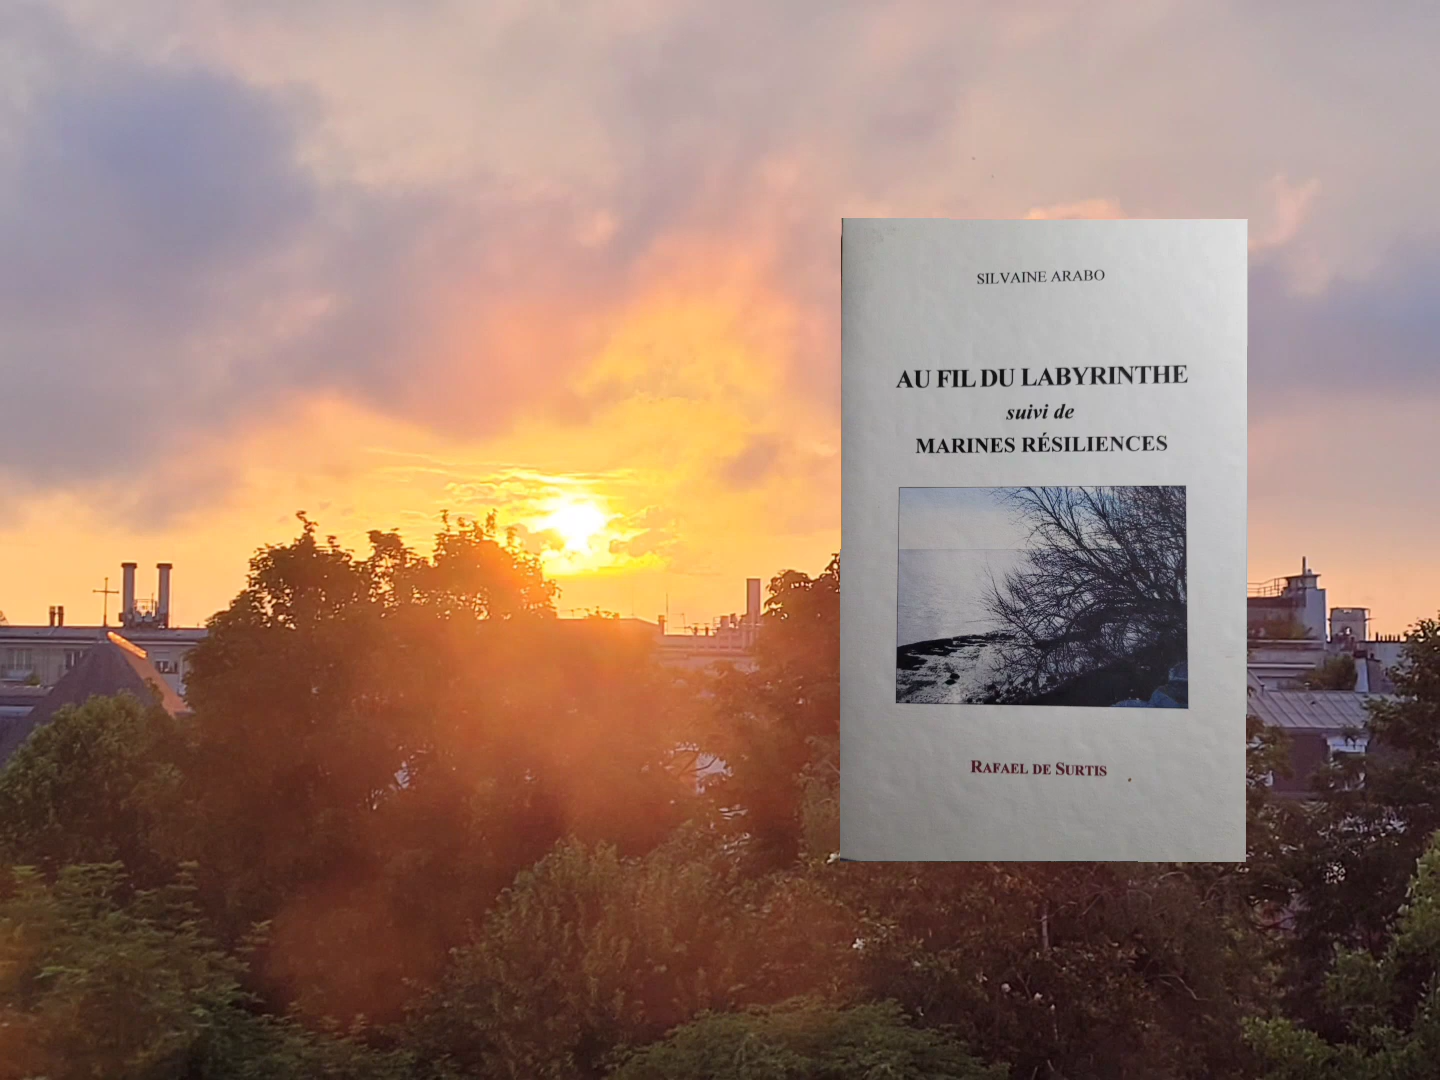 SILVAINE ARABO
AU FIL DU LABYRINTHE
suivi de
MARINES RÉSILIENCES
RAFAEL DE SURTIS